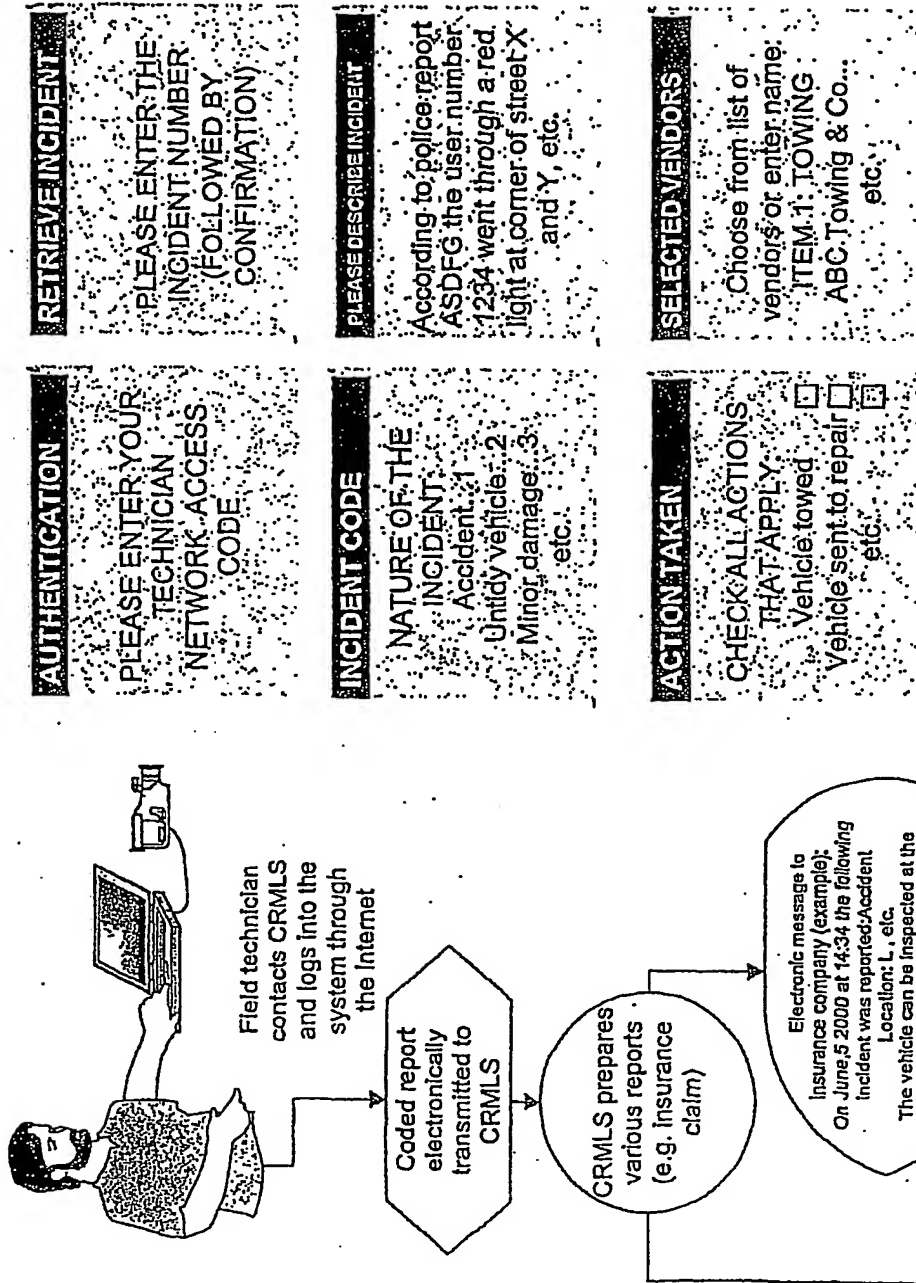 Field technician
contacts CRMLS
and logs into the
system through
the Internet
Coded report
electronically
transmitted to
CRMLS
CRMLS prepares
various reports
(e.g. insurance
claim)
Electronic message to
Insurance company (example):
On June,5 2000 at 14:34 the following
Incident was reported:Accident
Location: L , etc.
The vehicle can be inspected at the
AUTHENTICATION
PLEASE ENTER YOUR
TECHNICIAN
NETWORK ACCESS
CODE
RETRIEVE INCIDENT
PLEASE ENTER THE
INCIDENT NUMBER
(FOLLOWED BY
CONFIRMATION)
INCIDENT CODE
NATURE OF THE
INCIDENT:
Accident...1
Untidy vehicle...2
Minor damage...3
etc.
PLEASE DESCRIBE INCIDENT
According to police report
ASDFG the user number
1234 went through a red
light at corner of street X
and Y, etc.
ACTION TAKEN
CHECK ALL ACTIONS
THAT APPLY
Vehicle towed
Vehicle sent to repair
etc.
SELECTED VENDORS
Choose from list of
vendors or enter name:
ITEM 1: TOWING
ABC Towing & Co...
etc.